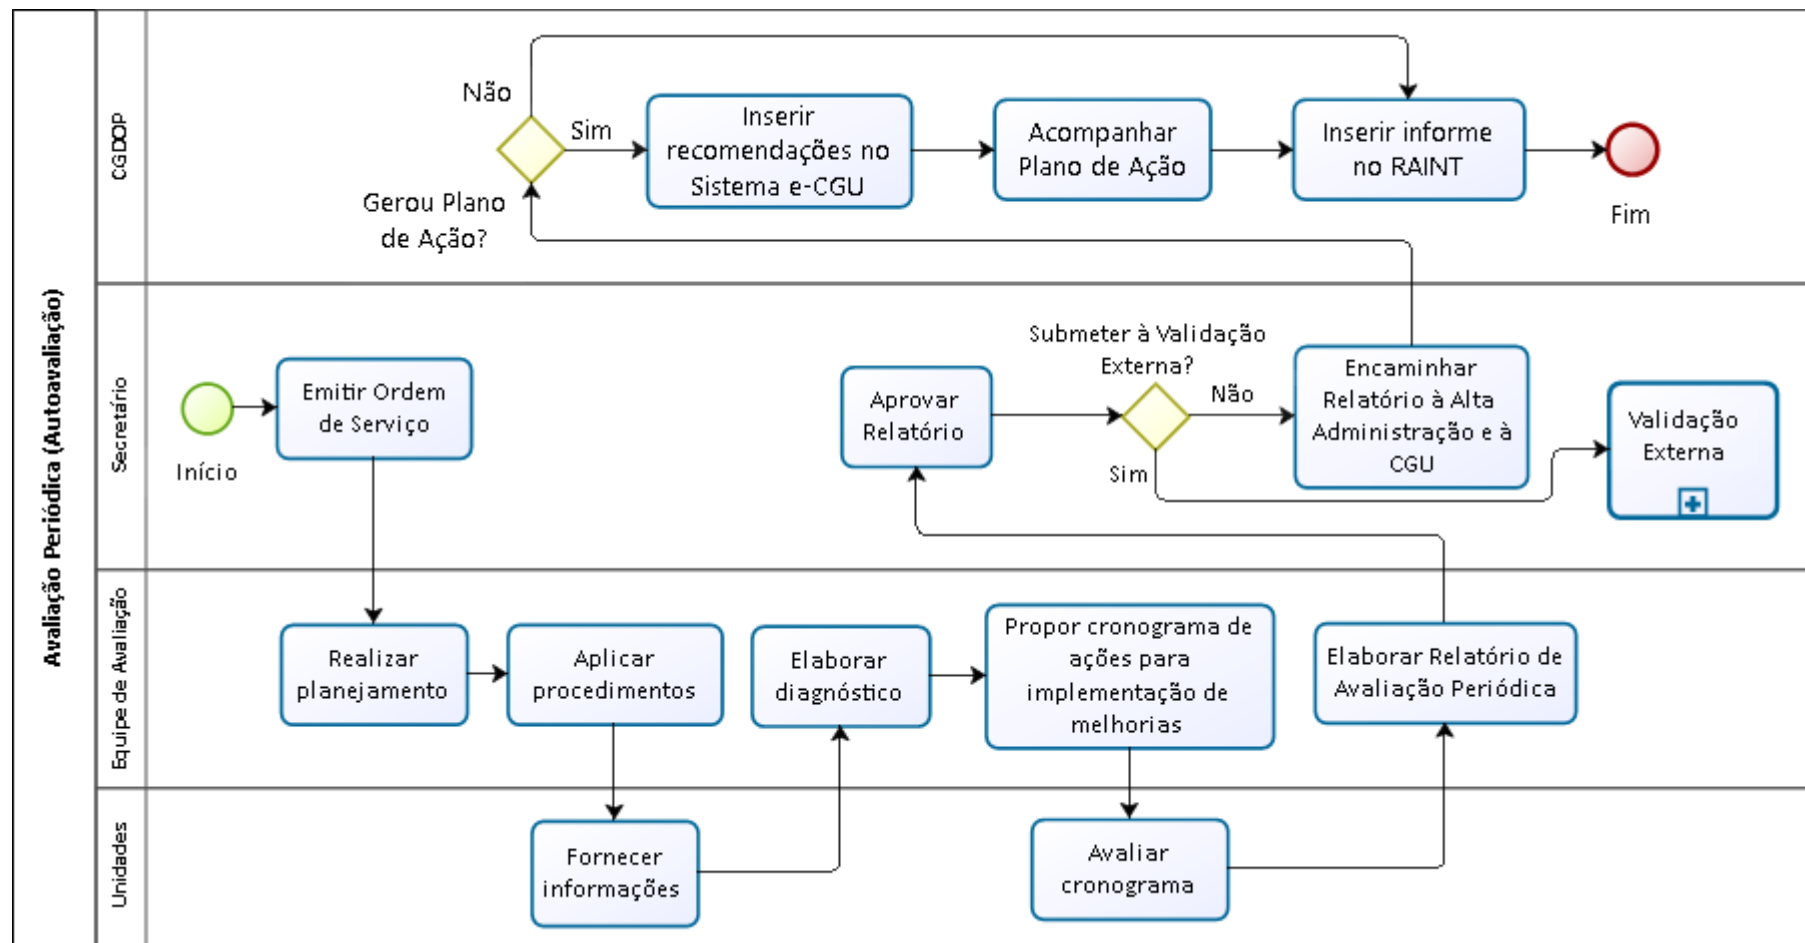 Avaliação Periódica (Autoavaliação)
CGDOP
Não
Sim
Gerou Plano
de Ação?
Inserir
recomendações no
Sistema e-CGU
Acompanhar
Plano de Ação
Inserir informe
no RAINT
Fim
Secretário
Início
Emitir Ordem
de Serviço
Aprovar
Relatório
Submeter à Validação
Externa?
Não
Sim
Encaminhar
Relatório à Alta
Administração e à
CGU
Validação
Externa
Equipe de Avaliação
Realizar
planejamento
Aplicar
procedimentos
Elaborar
diagnóstico
Propor cronograma de
ações para
implementação de
melhorias
Elaborar Relatório de
Avaliação Periódica
Unidades
Fornecer
informações
Avaliar
cronograma